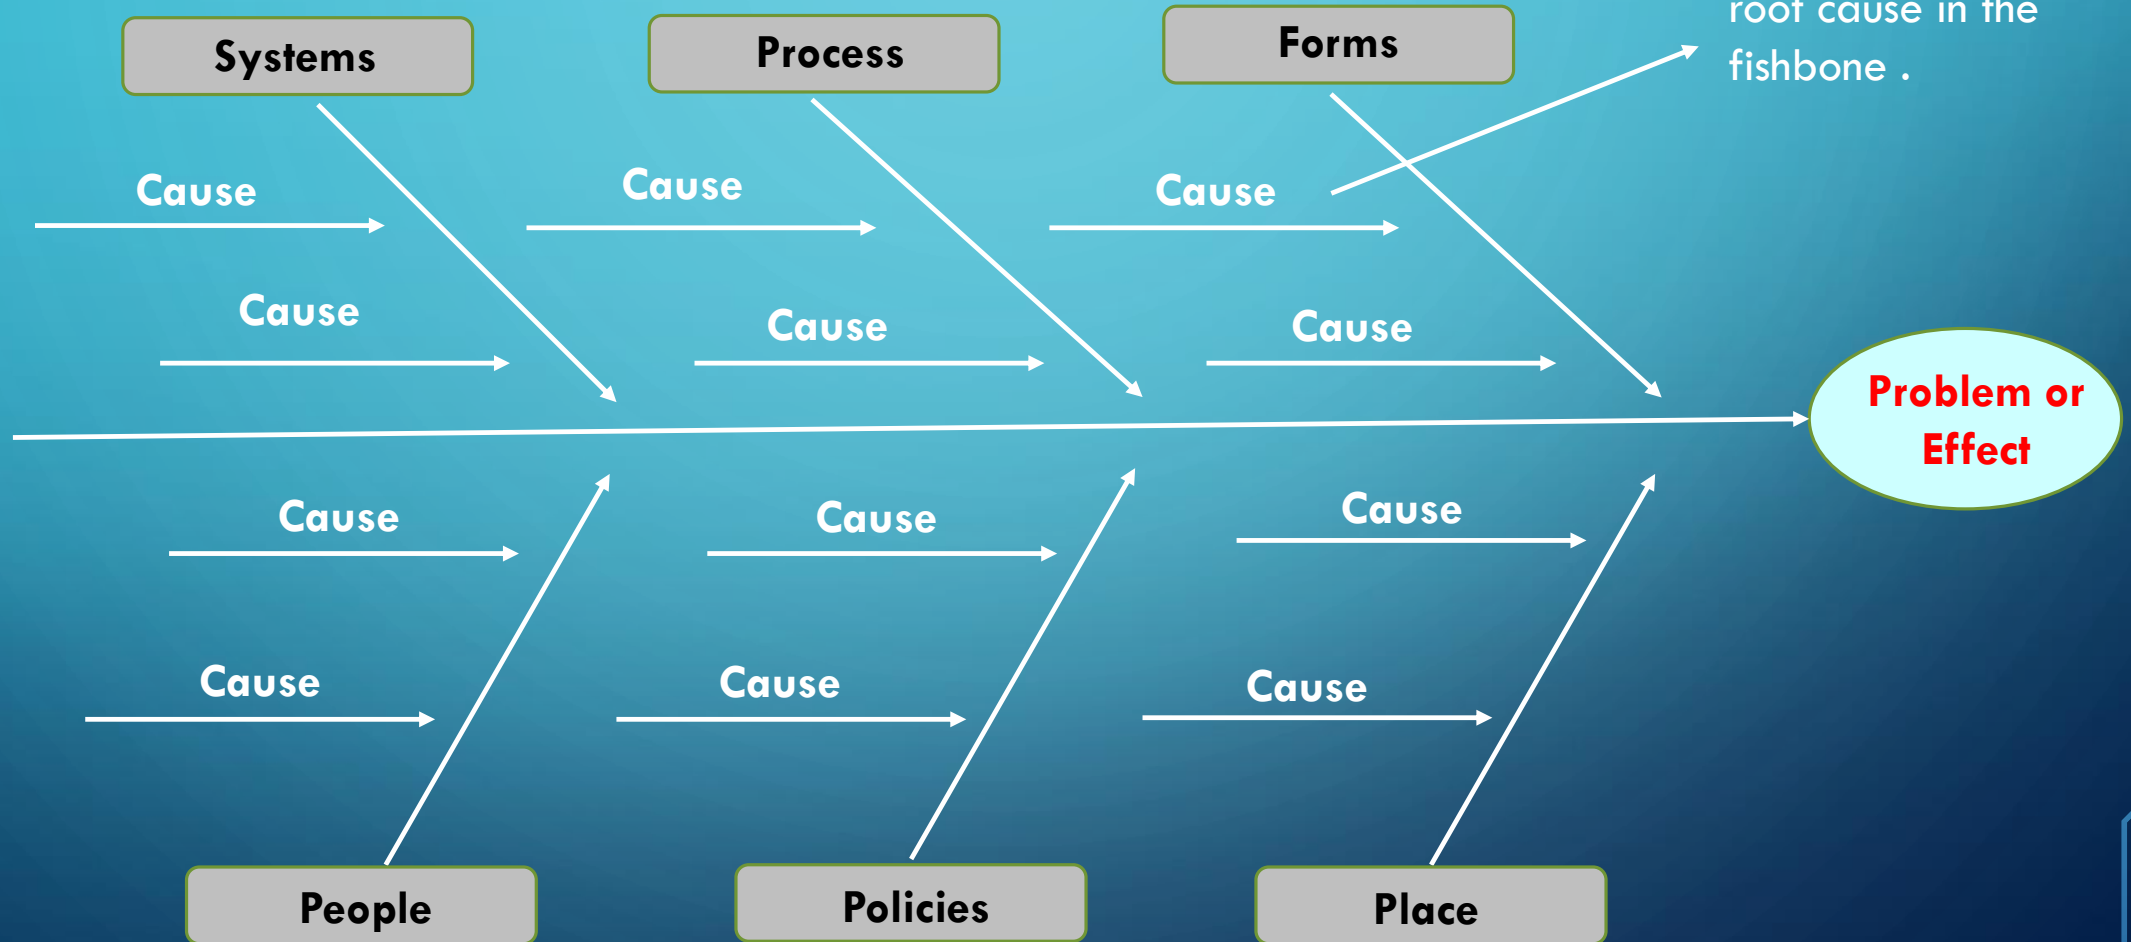 root cause in the
fishbone .
Systems
Process
Forms
Cause
Cause
Cause
Cause
Cause
Cause
Problem or
Effect
Cause
Cause
Cause
Cause
Cause
Cause
People
Policies
Place